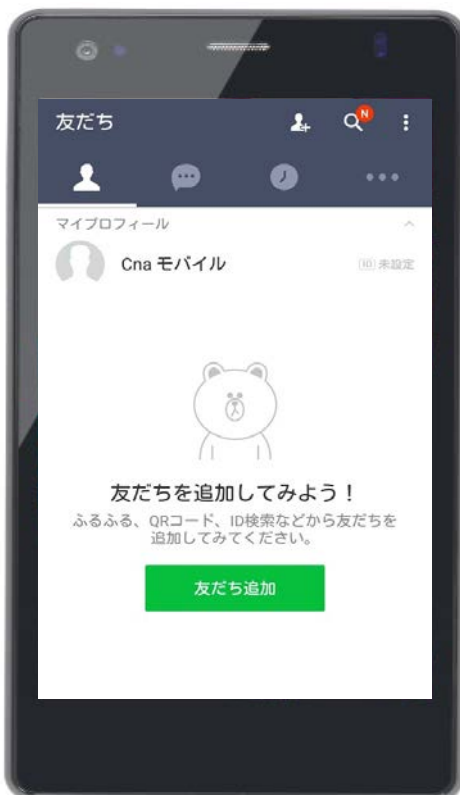 友だち
N
マイプロフィール
Cna モバイル
ID 未設定
友だちを追加してみよう！
ふるふる、QRコード、ID検索などから友だちを
追加してみてください。
友だち追加